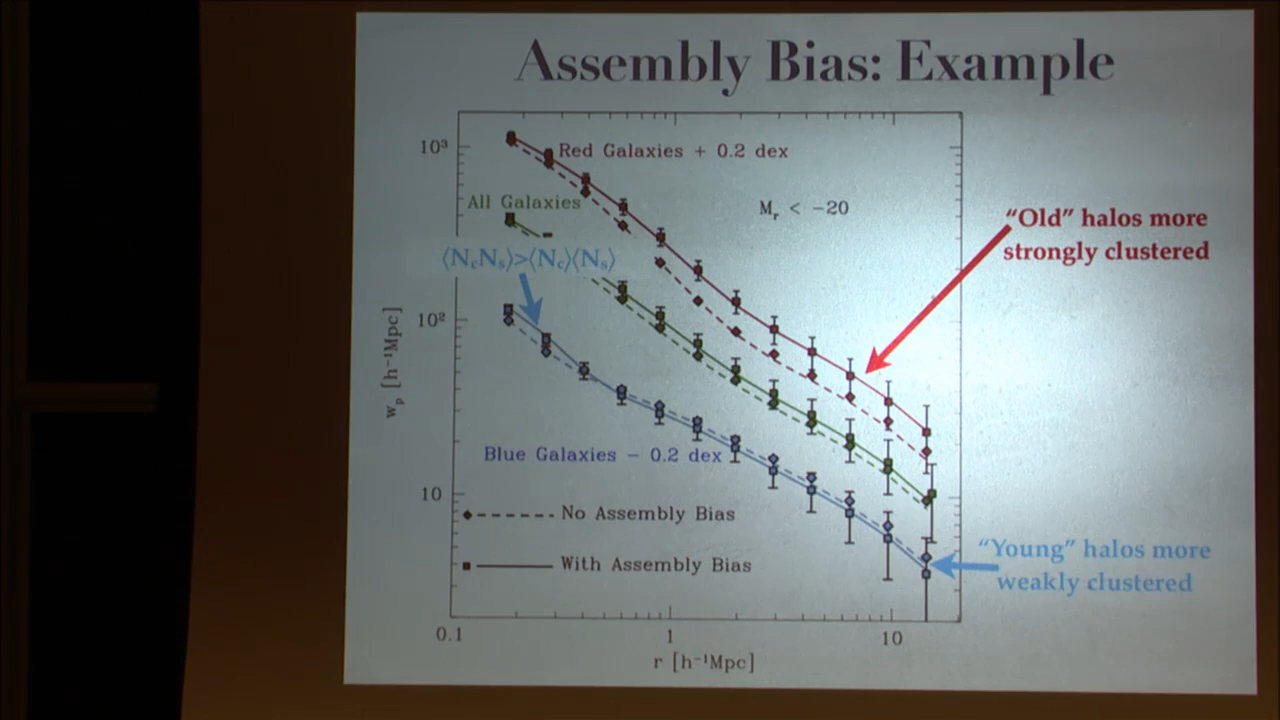 Assembly Bias: Example
10³
Red Galaxies + 0.2 dex
All Galaxies
Mᵣ < −20
“Old” halos more
strongly clustered
⟨N꜀Nₛ⟩>⟨N꜀⟩⟨Nₛ⟩
10²
wₚ [h⁻¹Mpc]
Blue Galaxies − 0.2 dex
10
No Assembly Bias
With Assembly Bias
“Young” halos more
weakly clustered
0.1 1 10
r [h⁻¹Mpc]